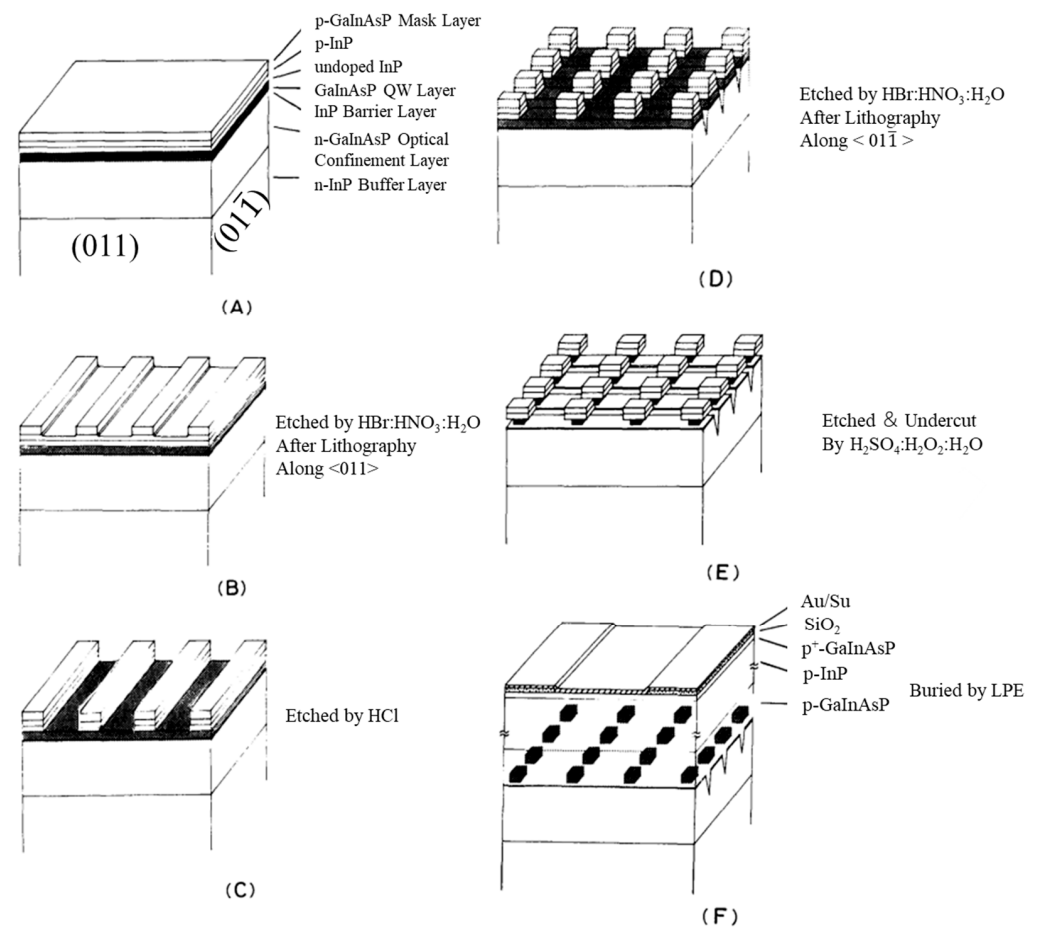 p-GaInAsP Mask Layer
p-InP
undoped InP
GaInAsP QW Layer
InP Barrier Layer
n-GaInAsP Optical
Confinement Layer
n-InP Buffer Layer
(011)
(011̅)
(A)
Etched by HBr:HNO₃:H₂O
After Lithography
Along <011>
(B)
Etched by HCl
(C)
Etched by HBr:HNO₃:H₂O
After Lithography
Along < 011̅ >
(D)
Etched & Undercut
By H₂SO₄:H₂O₂:H₂O
(E)
Au/Su
SiO₂
p⁺-GaInAsP
p-InP
p-GaInAsP
Buried by LPE
(F)